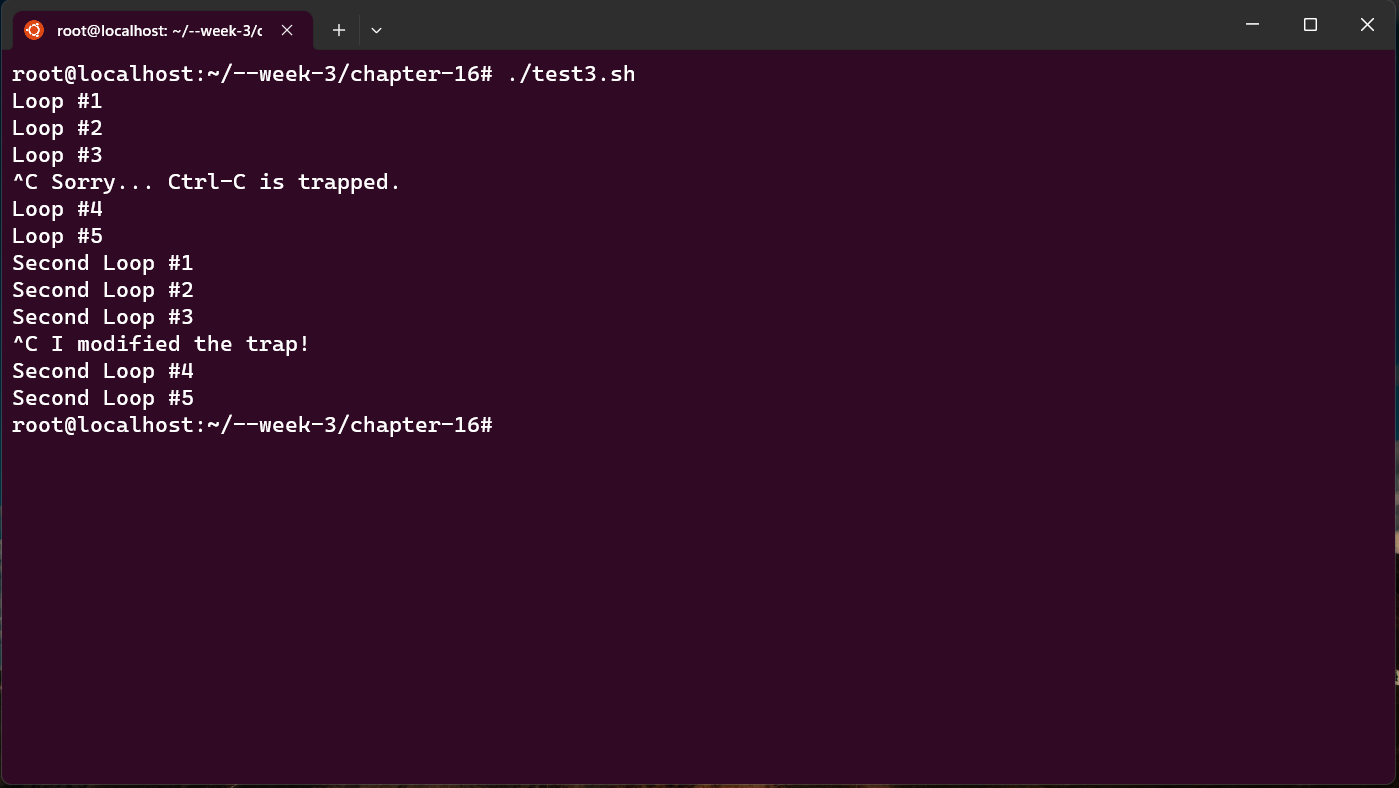 root@localhost: ~/--week-3/c
root@localhost:~/--week-3/chapter-16# ./test3.sh
Loop #1
Loop #2
Loop #3
^C Sorry... Ctrl-C is trapped.
Loop #4
Loop #5
Second Loop #1
Second Loop #2
Second Loop #3
^C I modified the trap!
Second Loop #4
Second Loop #5
root@localhost:~/--week-3/chapter-16#